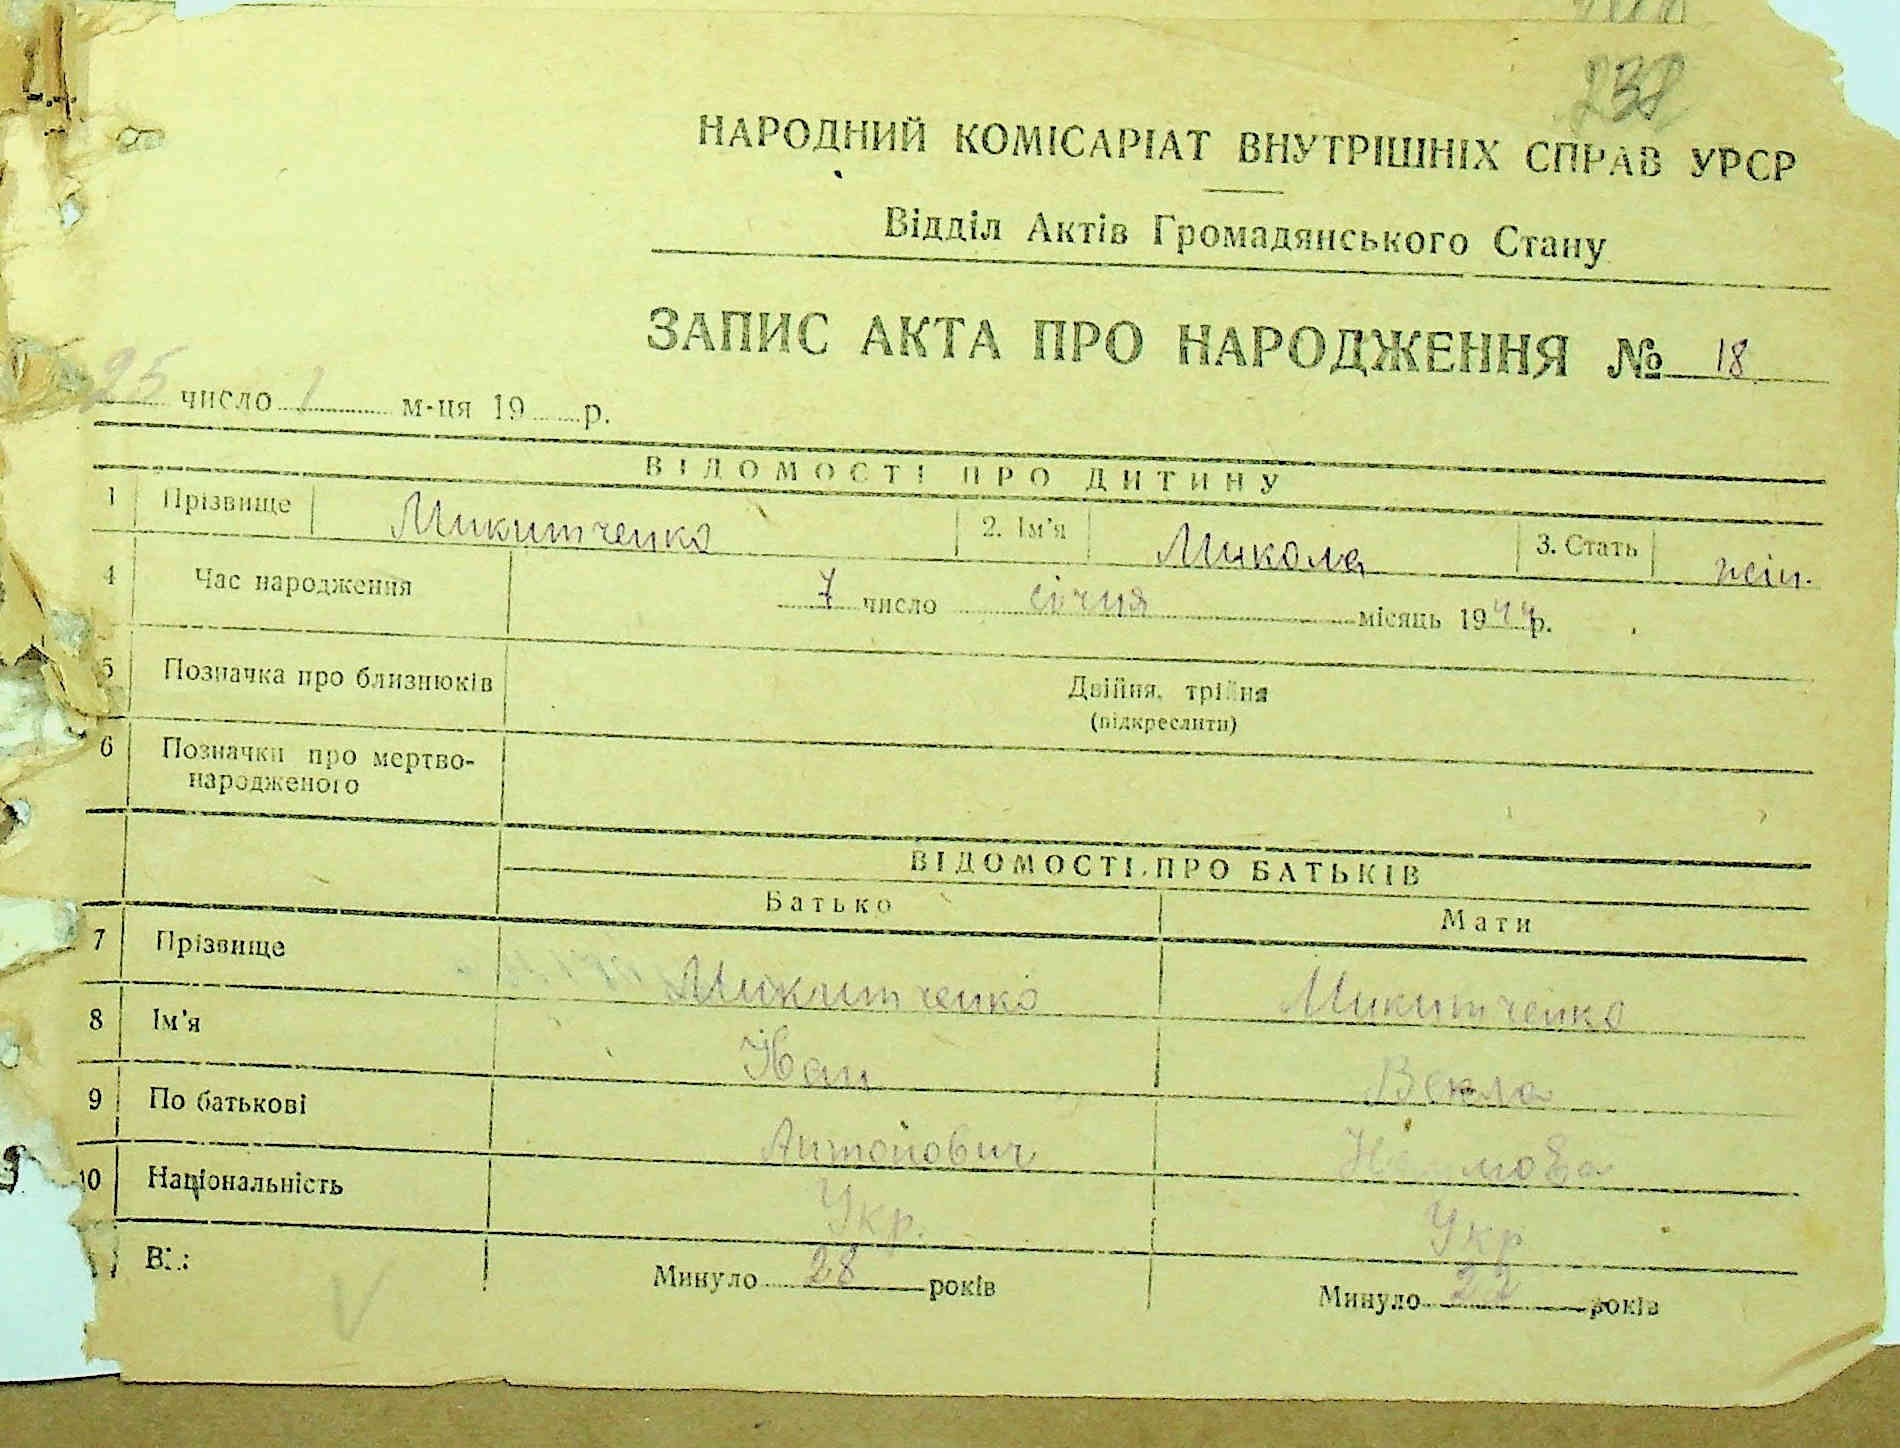 238
НАРОДНИЙ КОМІСАРІАТ ВНУТРІШНІХ СПРАВ УРСР
Відділ Актів Громадянського Стану
ЗАПИС АКТА ПРО НАРОДЖЕННЯ № 18
25 число 1 м-ця 19 р.
ВІДОМОСТІ ПРО ДИТИНУ
1 Прізвище Микитченко 2. Ім'я Микола 3. Стать
4 Час народження 7 число січня місяць 1944 р.
5 Позначка про близнюків Двійня, трійня
(підкреслити)
6 Позначки про мертво-
народженого
ВІДОМОСТІ ПРО БАТЬКІВ
Батько Мати
7 Прізвище Микитченко Микитченко
8 Ім'я Іван Векла
9 По батькові Антонович Наумовна
10 Національність Укр. Укр
Минуло 28 років Минуло 22 років